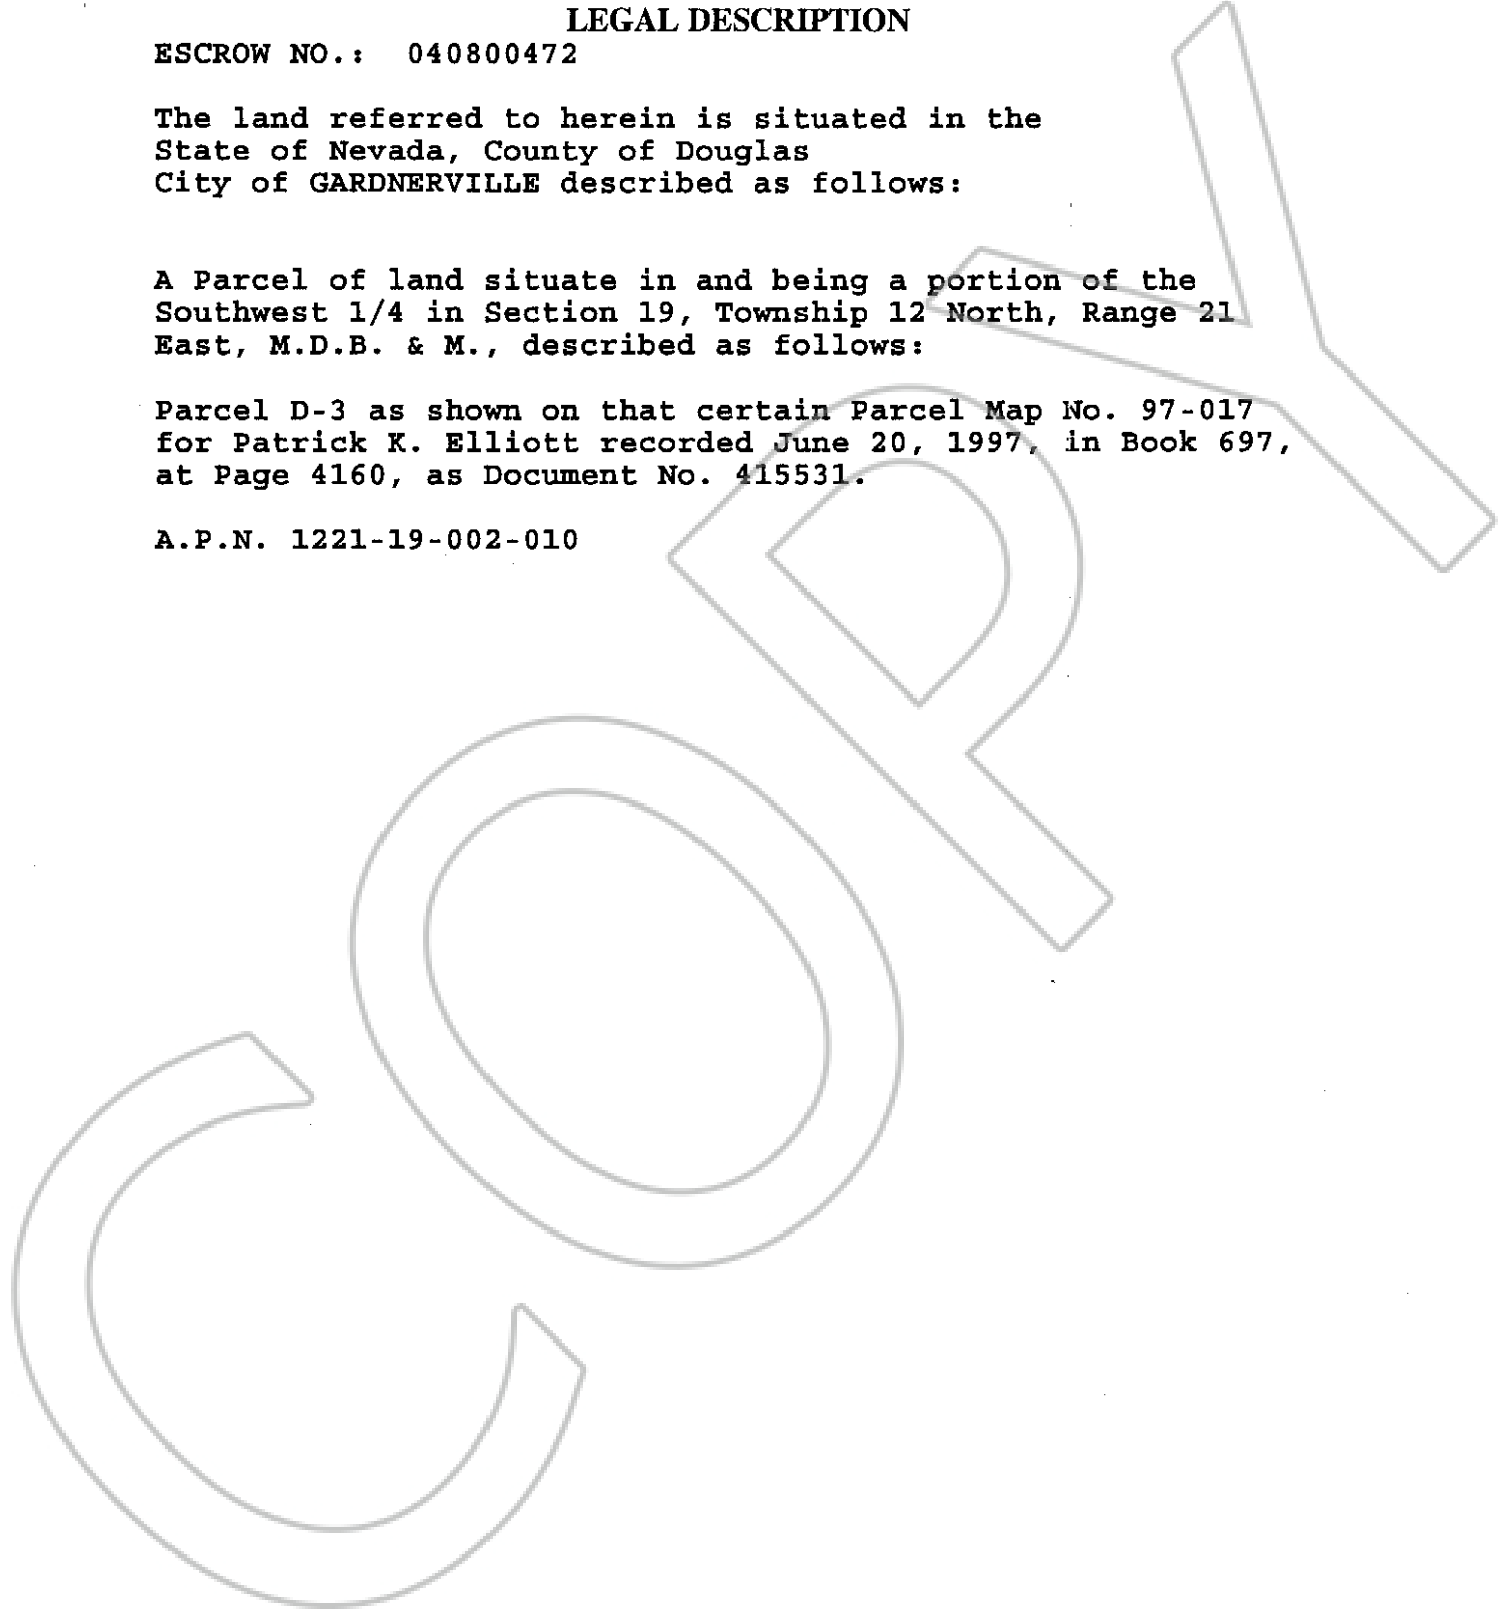 LEGAL DESCRIPTION
ESCROW NO.: 040800472
The land referred to herein is situated in the
State of Nevada, County of Douglas
City of GARDNERVILLE described as follows:
A Parcel of land situate in and being a portion of the
Southwest 1/4 in Section 19, Township 12 North, Range 21
East, M.D.B. & M., described as follows:
Parcel D-3 as shown on that certain Parcel Map No. 97-017
for Patrick K. Elliott recorded June 20, 1997, in Book 697,
at Page 4160, as Document No. 415531.
A.P.N. 1221-19-002-010
COPY